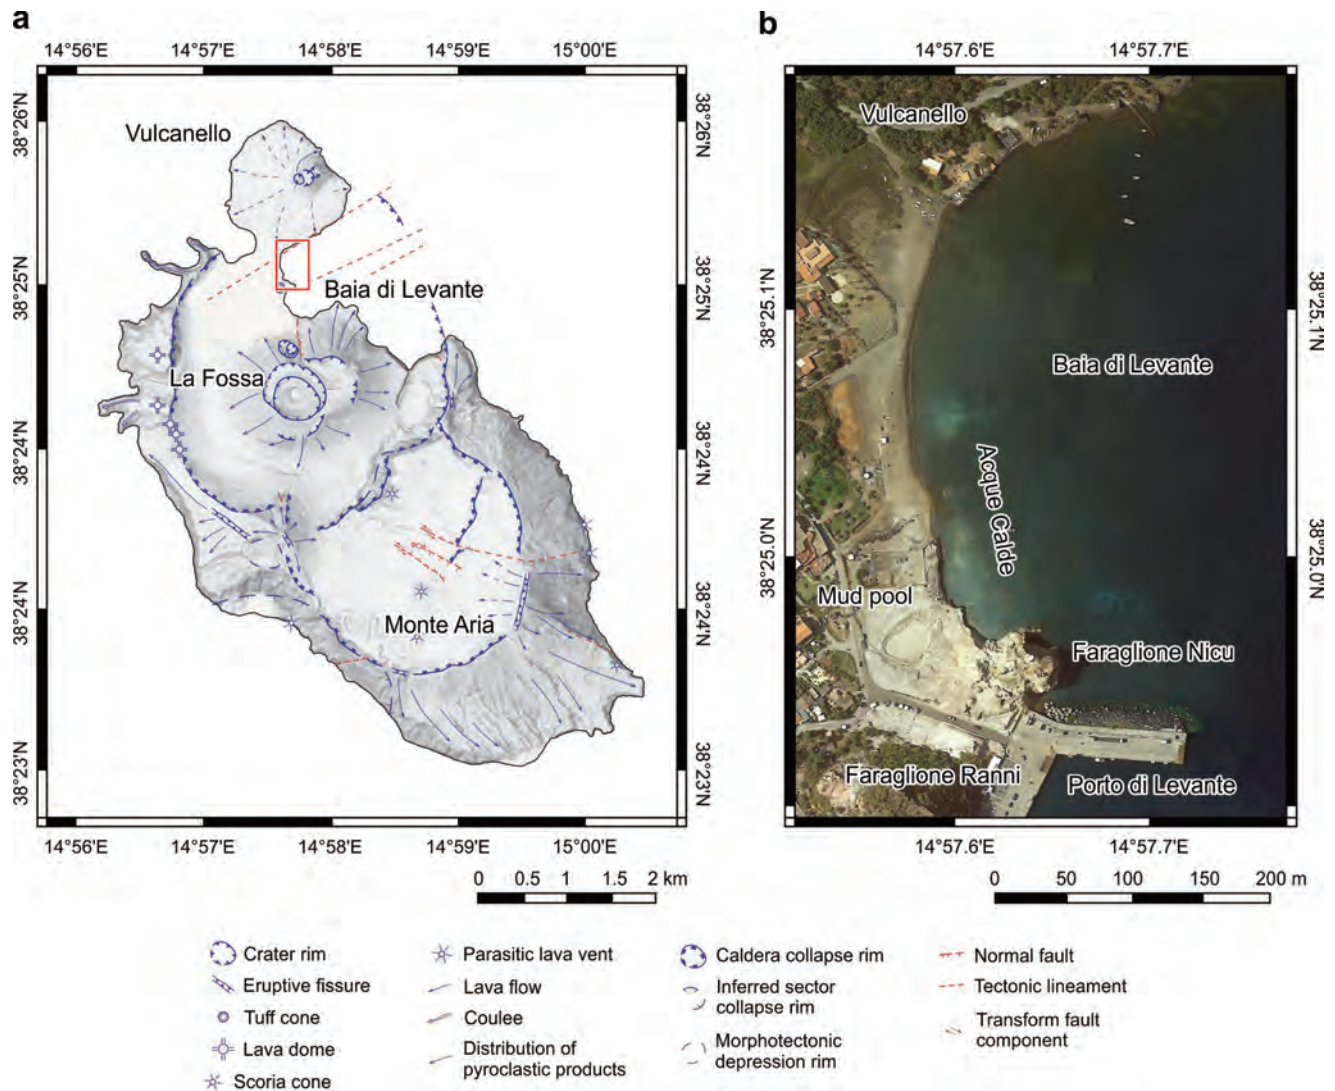 a
14°56'E 14°57'E 14°58'E 14°59'E 15°00'E
38°26'N
38°25'N
38°24'N
38°24'N
38°23'N
Vulcanello
Baia di Levante
La Fossa
Monte Aria
38°26'N
38°25'N
38°24'N
38°24'N
38°23'N
14°56'E 14°57'E 14°58'E 14°59'E 15°00'E
0 0.5 1 1.5 2 km
b
14°57.6'E 14°57.7'E
38°25.1'N
38°25.0'N
Vulcanello
Baia di Levante
Acque Calde
Mud pool
Faraglione Nicu
Faraglione Ranni
Porto di Levante
38°25.1'N
38°25.0'N
14°57.6'E 14°57.7'E
0 50 100 150 200 m
Crater rim
Eruptive fissure
Tuff cone
Lava dome
Scoria cone
Parasitic lava vent
Lava flow
Coulee
Distribution of
pyroclastic products
Caldera collapse rim
Inferred sector
collapse rim
Morphotectonic
depression rim
Normal fault
Tectonic lineament
Transform fault
component